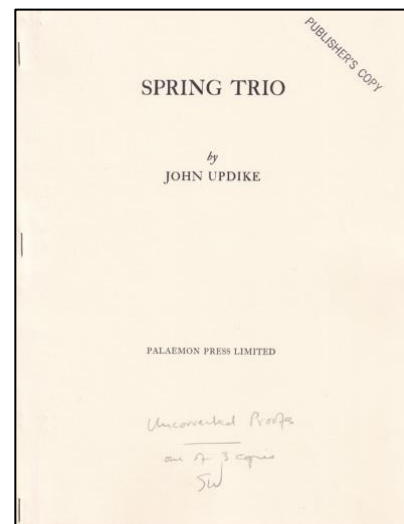 PUBLISHER'S COPY
SPRING TRIO
by
JOHN UPDIKE
PALAEMON PRESS LIMITED
Uncorrected Proofs
one of 3 copies
SW